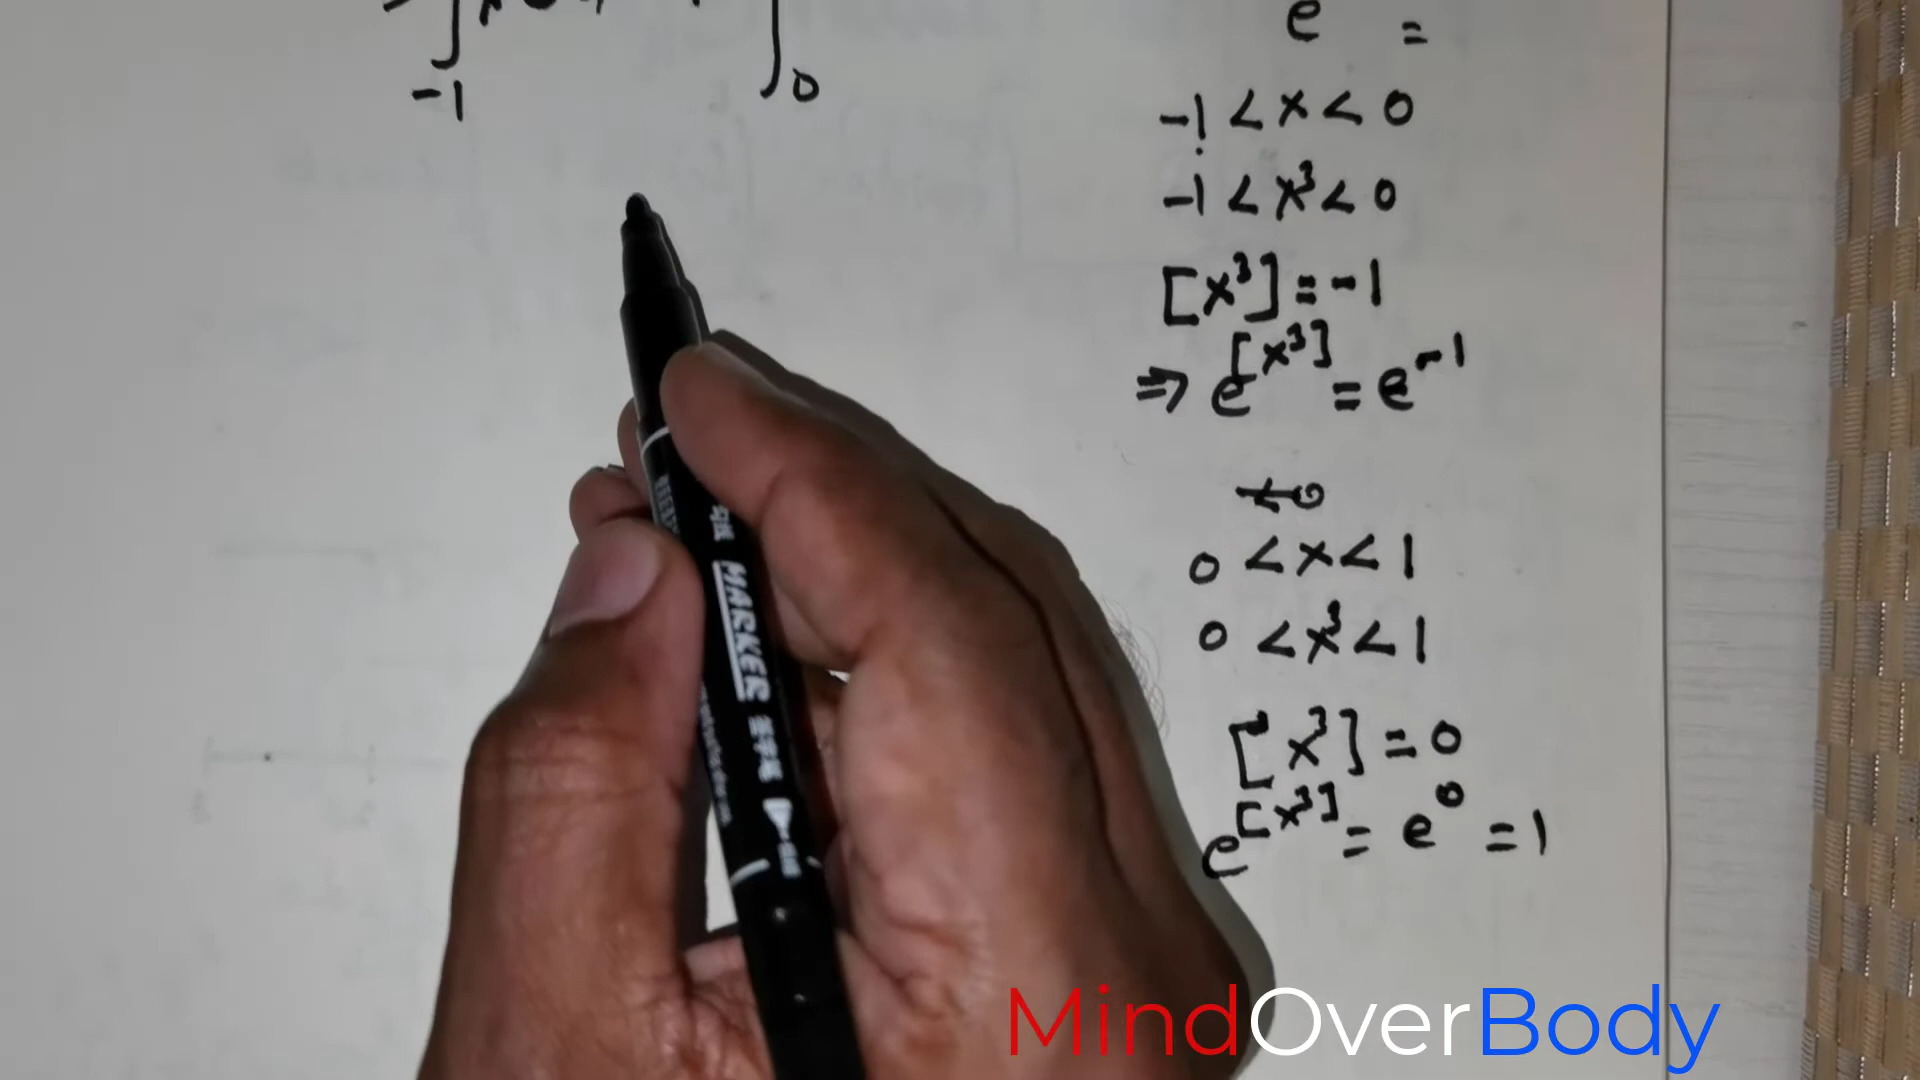 -1
0
e =
-1 < x < 0
-1 < x³ < 0
[x³] = -1
⇒ e^[x³] = e^-1
0 < x < 1
0 < x³ < 1
[x³] = 0
e^[x³] = e^0 = 1
MARKER
MindOverBody